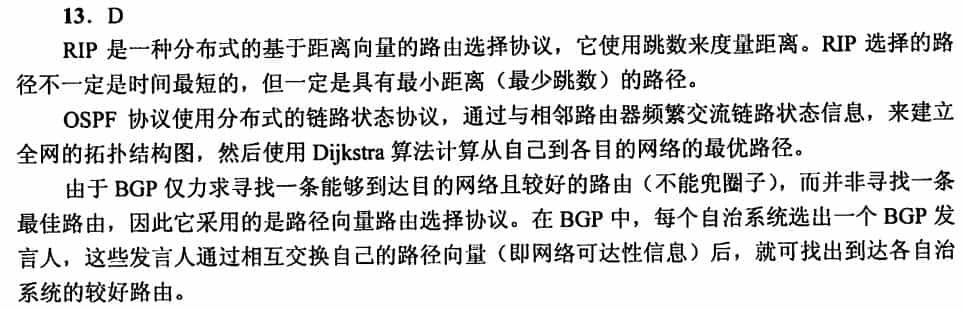 13．D
RIP 是一种分布式的基于距离向量的路由选择协议，它使用跳数来度量距离。RIP 选择的路
径不一定是时间最短的，但一定是具有最小距离（最少跳数）的路径。
OSPF 协议使用分布式的链路状态协议，通过与相邻路由器频繁交流链路状态信息，来建立
全网的拓扑结构图，然后使用 Dijkstra 算法计算从自己到各目的网络的最优路径。
由于 BGP 仅力求寻找一条能够到达目的网络且较好的路由（不能兜圈子），而并非寻找一条
最佳路由，因此它采用的是路径向量路由选择协议。在 BGP 中，每个自治系统选出一个 BGP 发
言人，这些发言人通过相互交换自己的路径向量（即网络可达性信息）后，就可找出到达各自治
系统的较好路由。